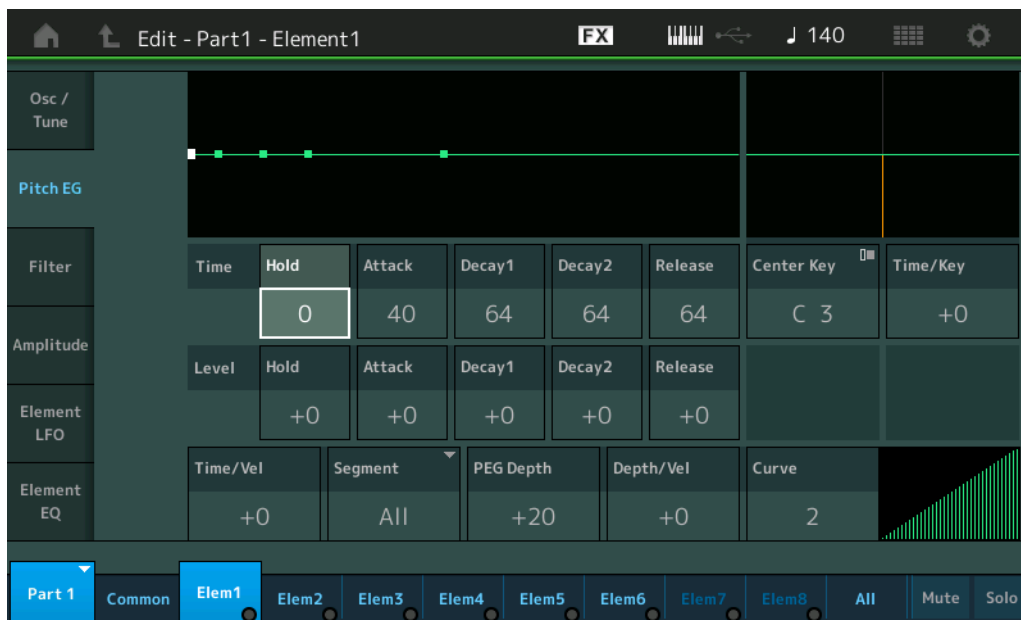 Edit - Part1 - Element1 FX ♩ 140
Osc /
Tune
Pitch EG
Filter
Amplitude
Element
LFO
Element
EQ
Time Hold Attack Decay1 Decay2 Release Center Key Time/Key
0 40 64 64 64 C 3 +0
Level Hold Attack Decay1 Decay2 Release
+0 +0 +0 +0 +0
Time/Vel Segment PEG Depth Depth/Vel Curve
+0 All +20 +0 2
Part 1 Common Elem1 Elem2 Elem3 Elem4 Elem5 Elem6 Elem7 Elem8 All Mute Solo